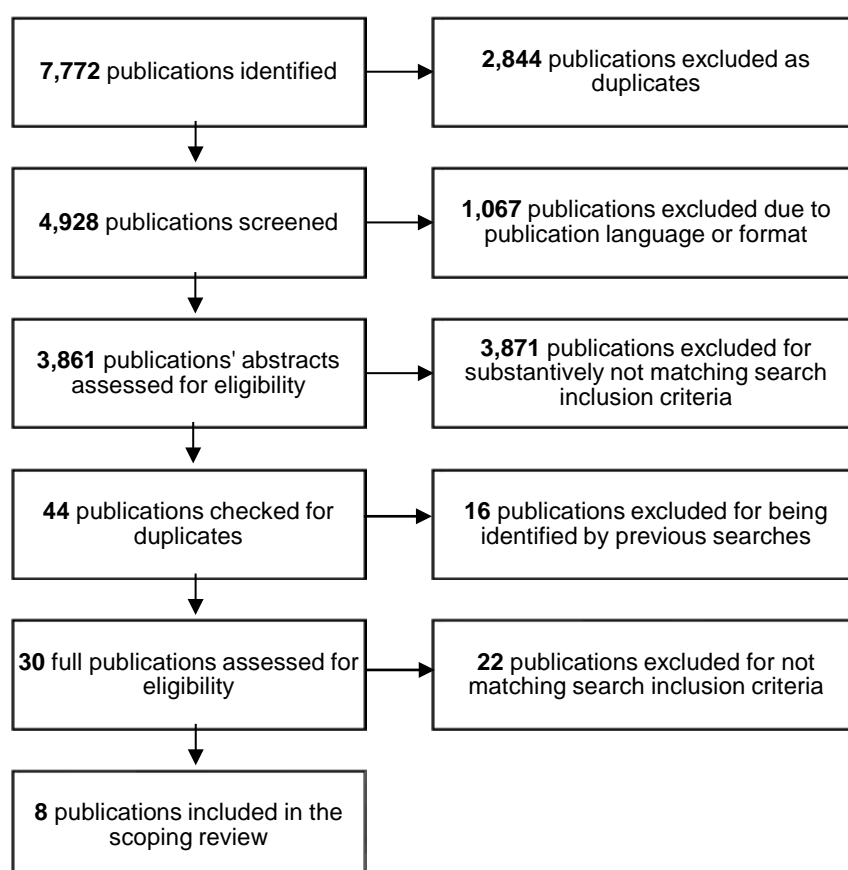 7,772 publications identified
2,844 publications excluded as
duplicates
4,928 publications screened
1,067 publications excluded due to
publication language or format
3,861 publications' abstracts
assessed for eligibility
3,871 publications excluded for
substantively not matching search
inclusion criteria
44 publications checked for
duplicates
16 publications excluded for being
identified by previous searches
30 full publications assessed for
eligibility
22 publications excluded for not
matching search inclusion criteria
8 publications included in the
scoping review